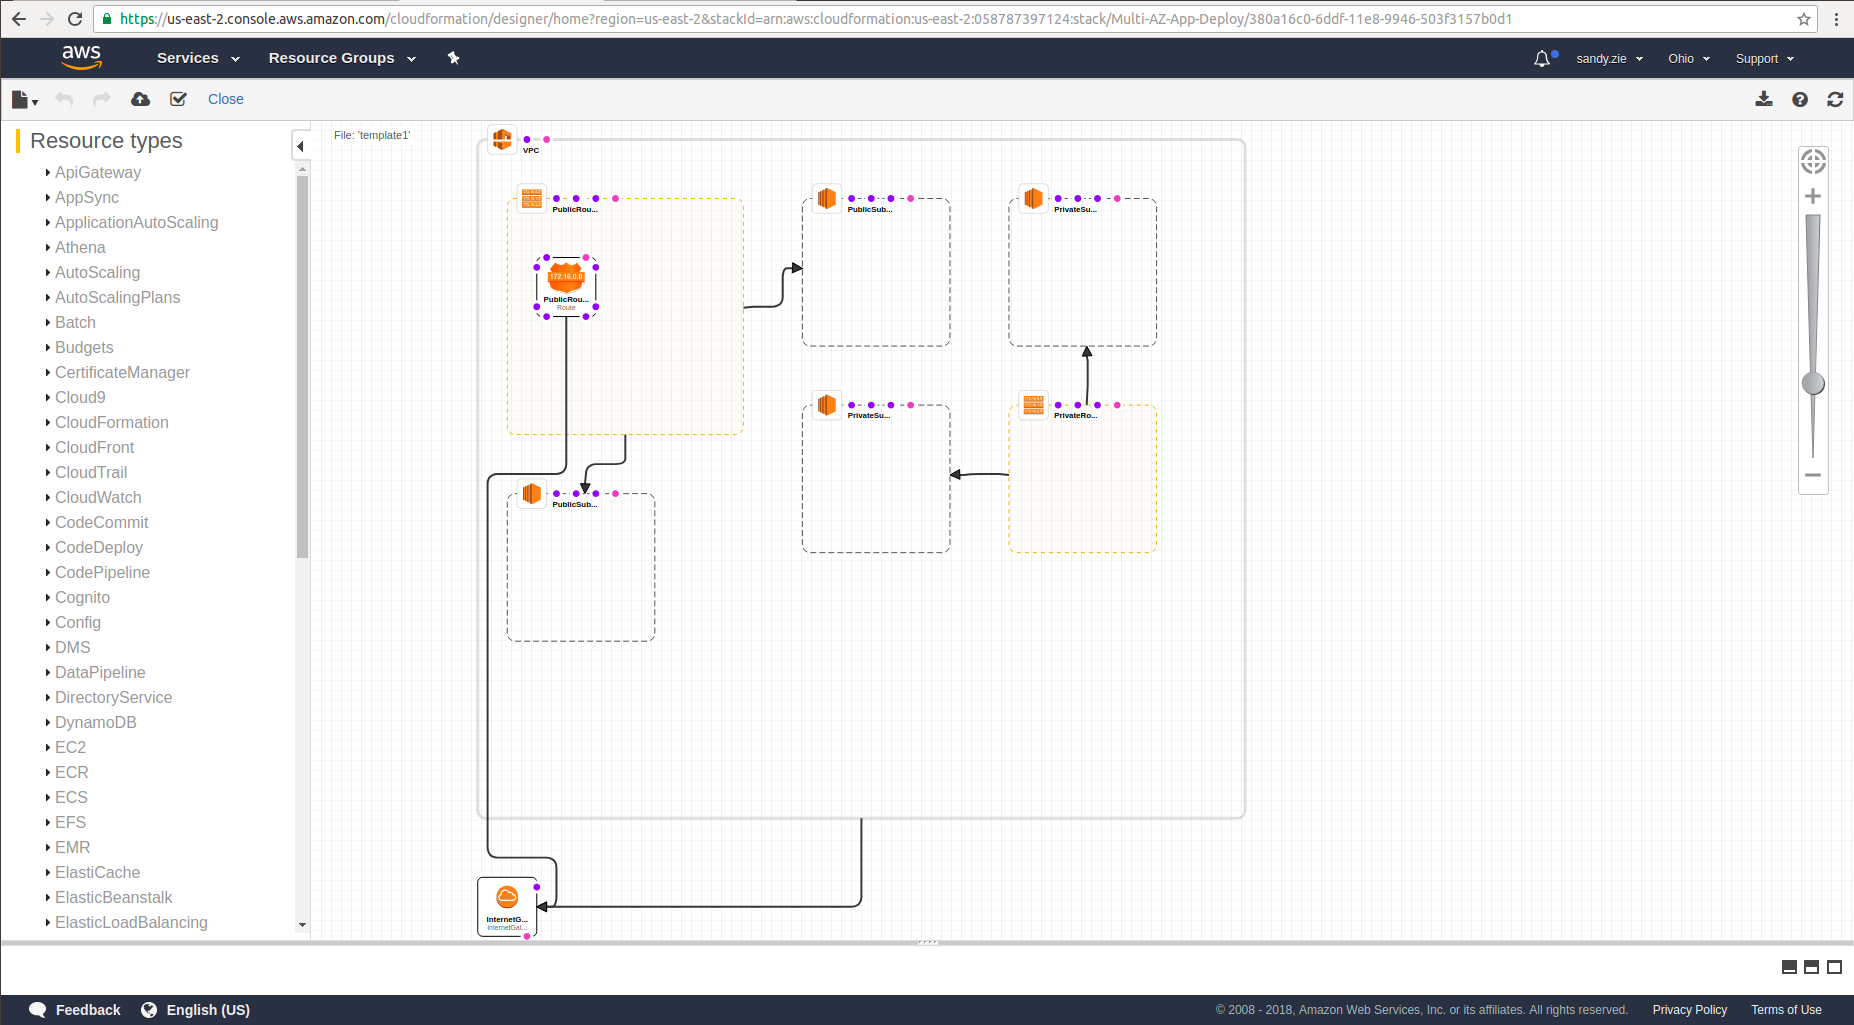 https://us-east-2.console.aws.amazon.com/cloudformation/designer/home?region=us-east-2&stackId=arn:aws:cloudformation:us-east-2:058787397124:stack/Multi-AZ-App-Deploy/380a16c0-6ddf-11e8-9946-503f3157b0d1
aws Services Resource Groups sandy.zie Ohio Support
Close
Resource types
ApiGateway
AppSync
ApplicationAutoScaling
Athena
AutoScaling
AutoScalingPlans
Batch
Budgets
CertificateManager
Cloud9
CloudFormation
CloudFront
CloudTrail
CloudWatch
CodeCommit
CodeDeploy
CodePipeline
Cognito
Config
DMS
DataPipeline
DirectoryService
DynamoDB
EC2
ECR
ECS
EFS
EMR
ElastiCache
ElasticBeanstalk
ElasticLoadBalancing
File: 'template1'
VPC
PublicRou...
PublicSub...
PrivateSu...
172.16.0.0
PublicRou...
Route
PrivateSu...
PrivateRo...
PublicSub...
InternetG...
InternetGat...
Feedback English (US) © 2008 - 2018, Amazon Web Services, Inc. or its affiliates. All rights reserved. Privacy Policy Terms of Use